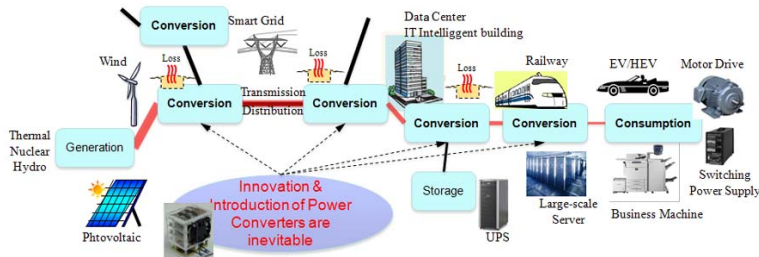 Conversion
Smart Grid
Data Center
IT Intelliggent building
Wind
Loss
Loss
Loss
Railway
EV/HEV
Motor Drive
Conversion
Transmission
Distribution
Conversion
Conversion
Conversion
Consumption
Thermal
Nuclear
Hydro
Generation
Storage
Switching
Power Supply
Innovation &
Introduction of Power
Converters are
inevitable
Phtovoltaic
UPS
Large-scale
Server
Business Machine